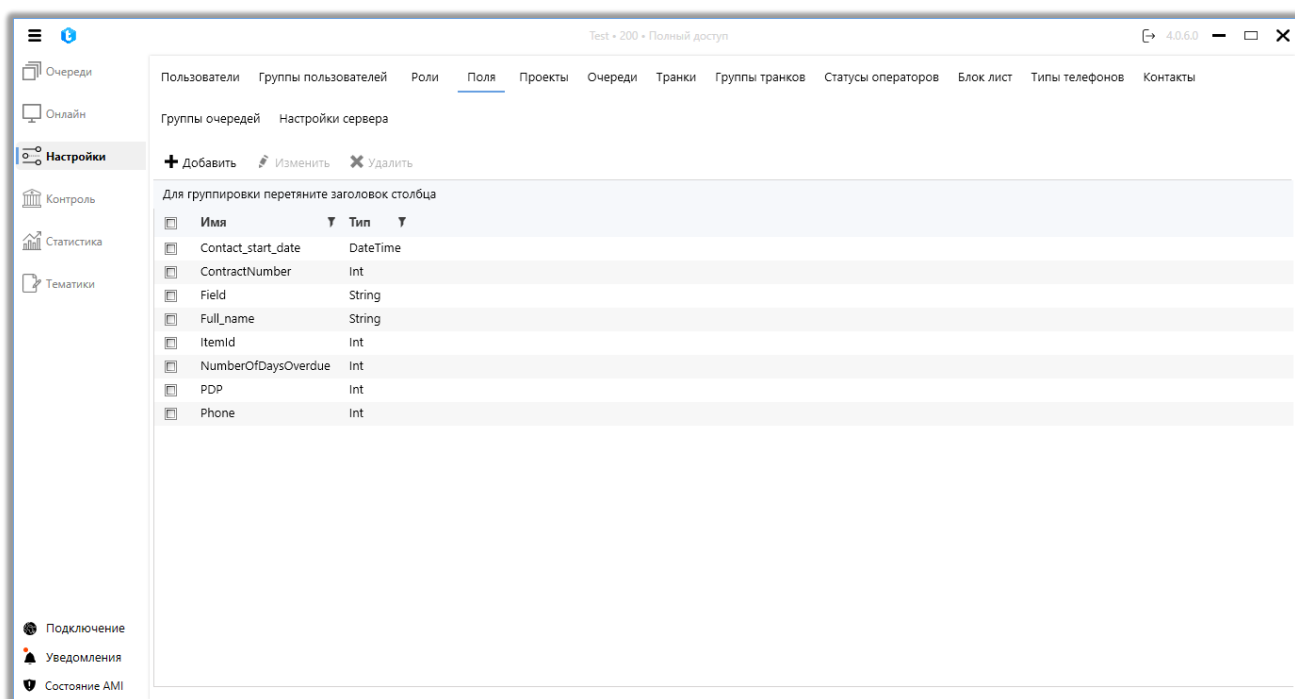 Test • 200 • Полный доступ 4.0.6.0
Очереди
Онлайн
Настройки
Контроль
Статистика
Тематики
Подключение
Уведомления
Состояние AMI
Пользователи Группы пользователей Роли Поля Проекты Очереди Транки Группы транков Статусы операторов Блок лист Типы телефонов Контакты
Группы очередей Настройки сервера
Добавить Изменить Удалить
Для группировки перетяните заголовок столбца
Имя Тип
Contact_start_date DateTime
ContractNumber Int
Field String
Full_name String
ItemId Int
NumberOfDaysOverdue Int
PDP Int
Phone Int